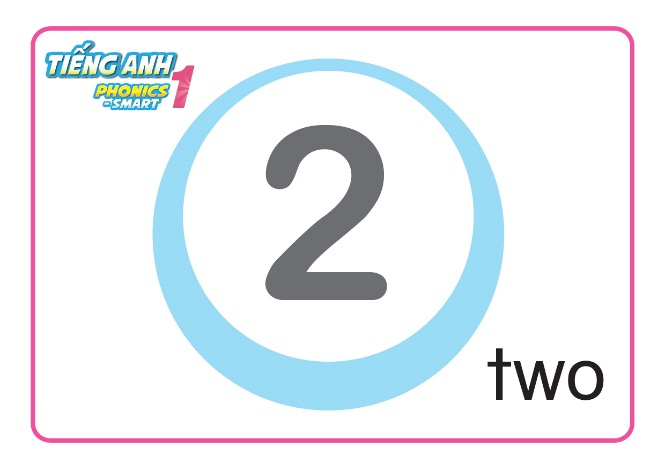 TIẾNG ANH 1
PHONICS
-SMART
2
two